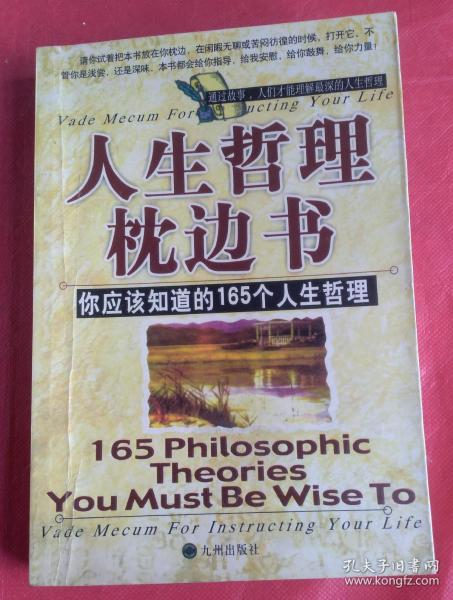 请你试着把本书放在你枕边，在闲暇无聊或苦闷彷徨的时候，打开它。不
管你是浅尝，还是深味，本书都会给你指导，给我安慰，给你鼓舞，给你力量！
通过故事，人们才能理解最深的人生哲理
Vade Mecum For Instructing Your Life
人生哲理
枕边书
你应该知道的165个人生哲理
165 Philosophic
Theories
You Must Be Wise To
Vade Mecum For Instructing Your Life
九州出版社
孔夫子旧书网
www.kongfz.com